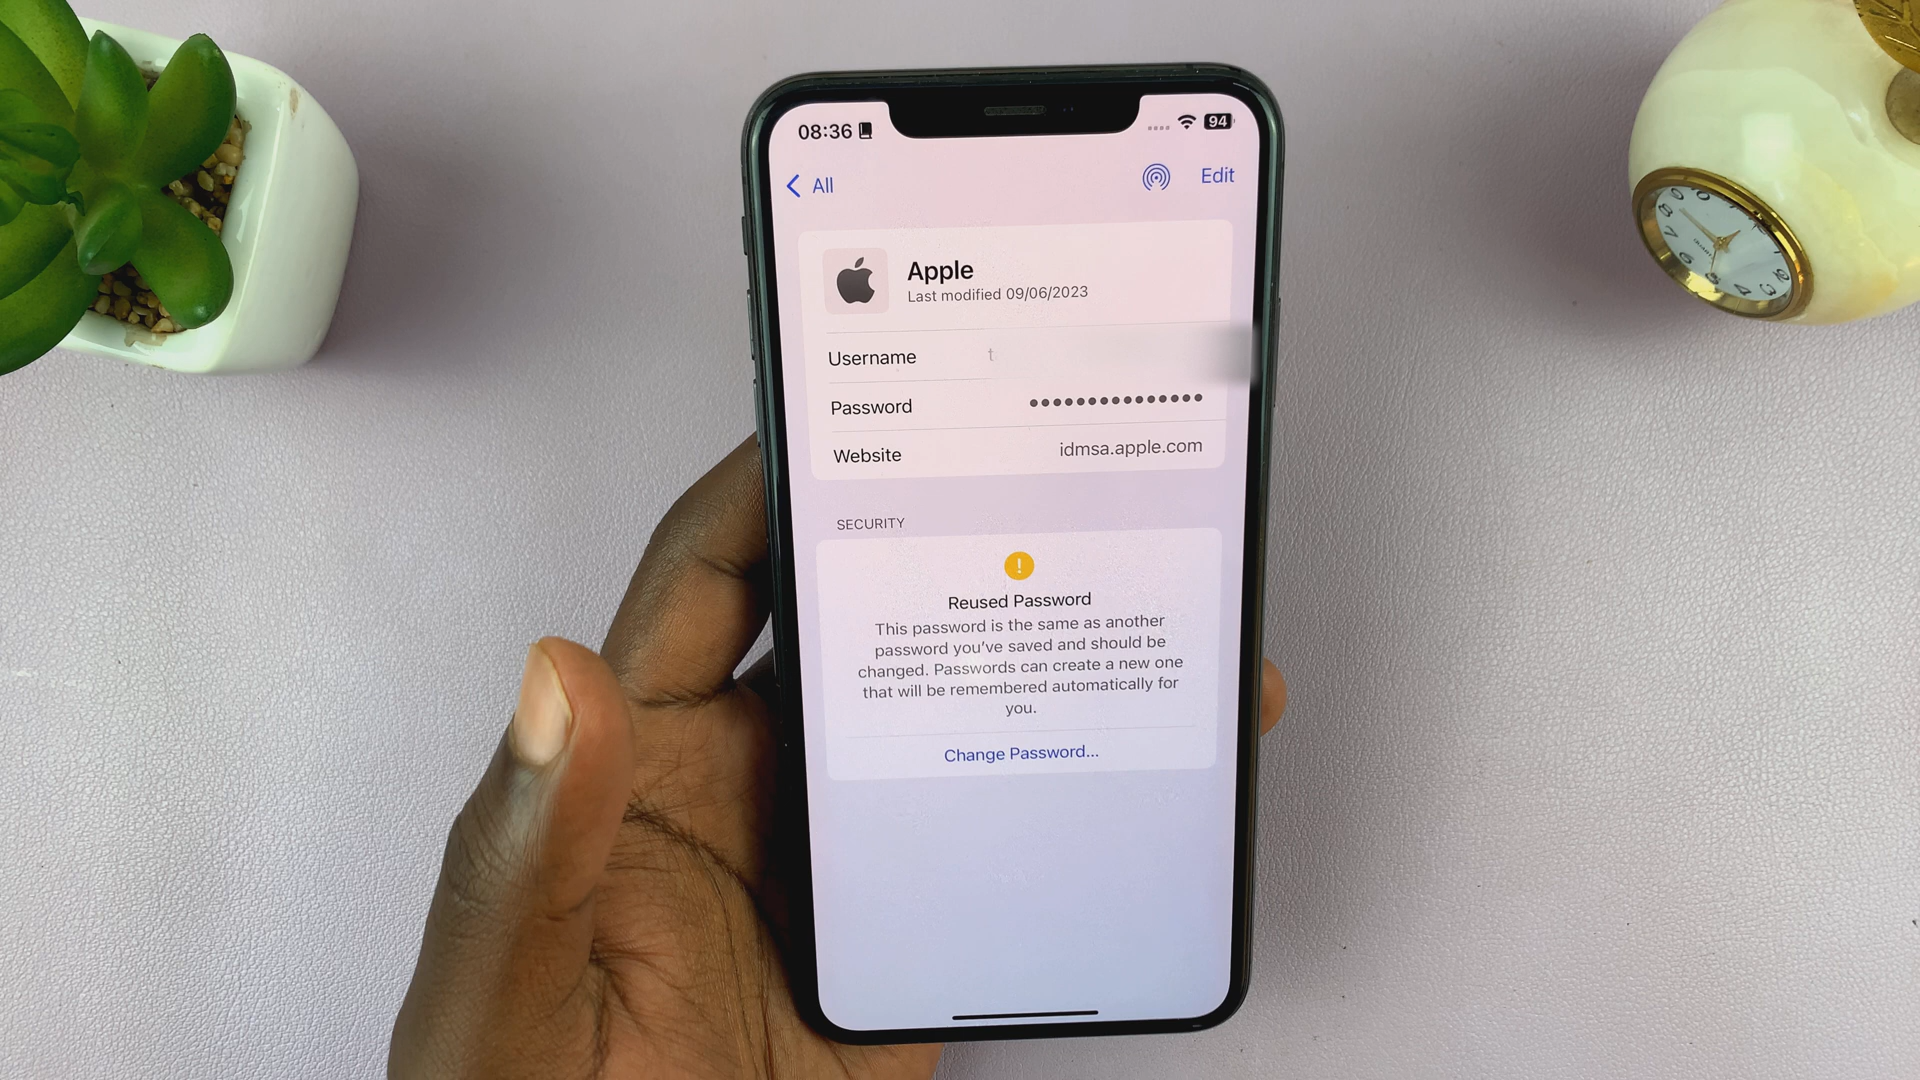 08:36
94
All
Edit
Apple
Last modified 09/06/2023
Username t
Password ●●●●●●●●●●●●●●●
Website idmsa.apple.com
SECURITY
!
Reused Password
This password is the same as another
password you've saved and should be
changed. Passwords can create a new one
that will be remembered automatically for
you.
Change Password...